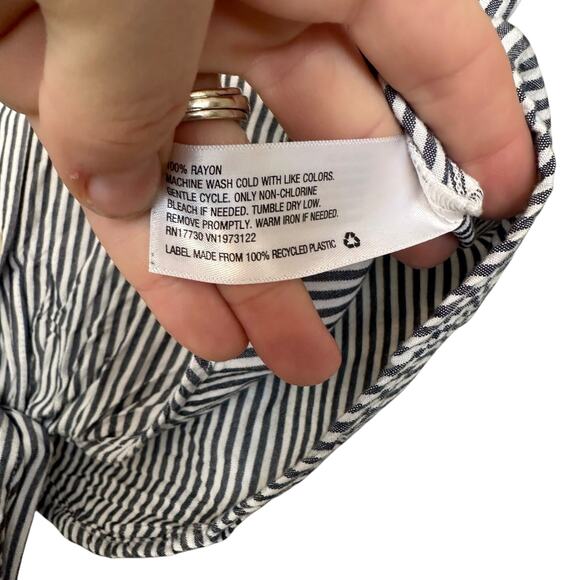 100% RAYON
MACHINE WASH COLD WITH LIKE COLORS.
GENTLE CYCLE. ONLY NON-CHLORINE
BLEACH IF NEEDED. TUMBLE DRY LOW.
REMOVE PROMPTLY. WARM IRON IF NEEDED.
RN17730 VN1973122
LABEL MADE FROM 100% RECYCLED PLASTIC